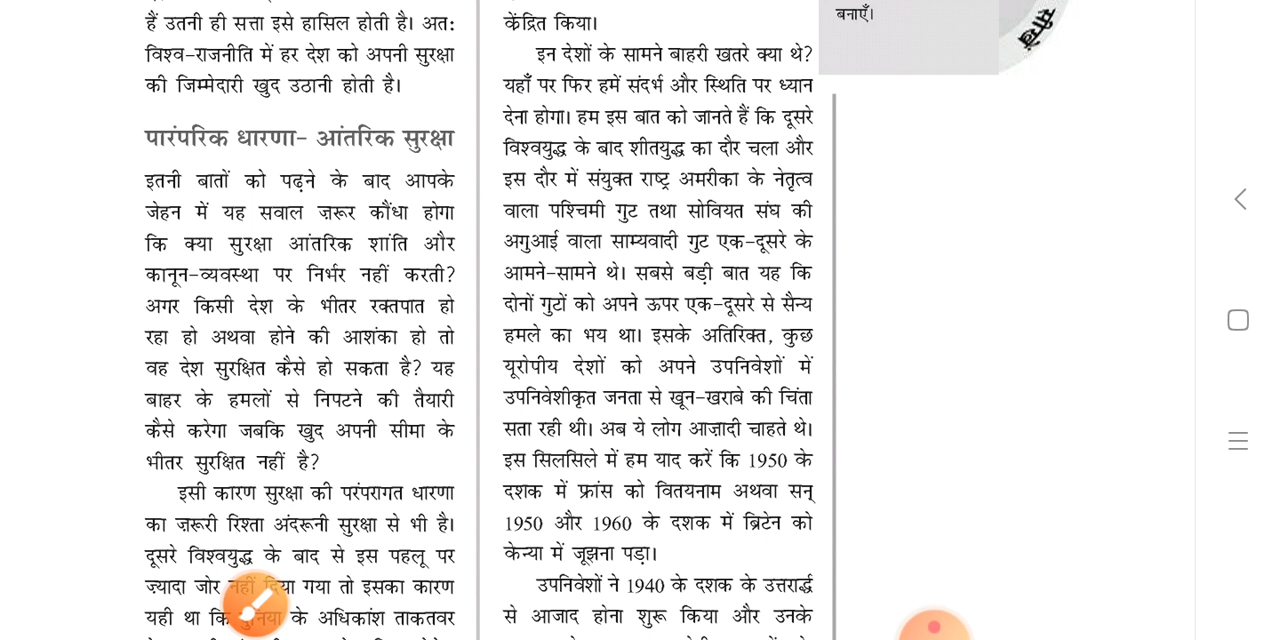 हैं उतनी ही सत्ता इसे हासिल होती है। अत:
विश्व-राजनीति में हर देश को अपनी सुरक्षा
की जिम्मेदारी खुद उठानी होती है।
पारंपरिक धारणा- आंतरिक सुरक्षा
इतनी बातों को पढ़ने के बाद आपके
जेहन में यह सवाल ज़रूर कौंधा होगा
कि क्या सुरक्षा आंतरिक शांति और
कानून-व्यवस्था पर निर्भर नहीं करती?
अगर किसी देश के भीतर रक्तपात हो
रहा हो अथवा होने की आशंका हो तो
वह देश सुरक्षित कैसे हो सकता है? यह
बाहर के हमलों से निपटने की तैयारी
कैसे करेगा जबकि खुद अपनी सीमा के
भीतर सुरक्षित नहीं है?
इसी कारण सुरक्षा की परंपरागत धारणा
का ज़रूरी रिश्ता अंदरूनी सुरक्षा से भी है।
दूसरे विश्वयुद्ध के बाद से इस पहलू पर
ज्यादा जोर नहीं दिया गया तो इसका कारण
यही था कि दुनिया के अधिकांश ताकतवर
केंद्रित किया।
इन देशों के सामने बाहरी खतरे क्या थे?
यहाँ पर फिर हमें संदर्भ और स्थिति पर ध्यान
देना होगा। हम इस बात को जानते हैं कि दूसरे
विश्वयुद्ध के बाद शीतयुद्ध का दौर चला और
इस दौर में संयुक्त राष्ट्र अमरीका के नेतृत्व
वाला पश्चिमी गुट तथा सोवियत संघ की
अगुआई वाला साम्यवादी गुट एक-दूसरे के
आमने-सामने थे। सबसे बड़ी बात यह कि
दोनों गुटों को अपने ऊपर एक-दूसरे से सैन्य
हमले का भय था। इसके अतिरिक्त, कुछ
यूरोपीय देशों को अपने उपनिवेशों में
उपनिवेशीकृत जनता से खून-खराबे की चिंता
सता रही थी। अब ये लोग आज़ादी चाहते थे।
इस सिलसिले में हम याद करें कि 1950 के
दशक में फ्रांस को वियतनाम अथवा सन्
1950 और 1960 के दशक में ब्रिटेन को
केन्या में जूझना पड़ा।
उपनिवेशों ने 1940 के दशक के उत्तरार्द्ध
से आजाद होना शुरू किया और उनके
बनाएँ।
सीखें